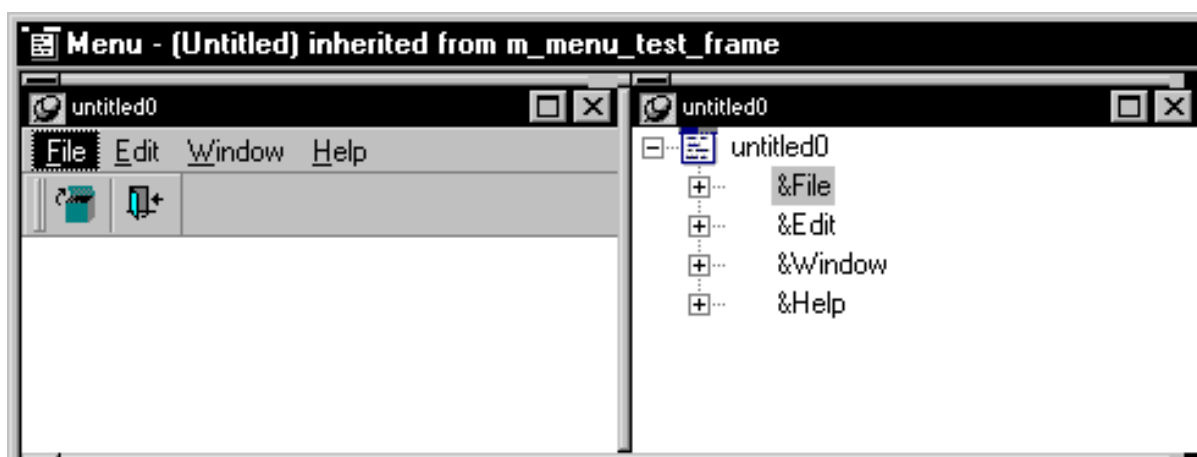 Menu - (Untitled) inherited from m_menu_test_frame
untitled0
File Edit Window Help
untitled0
untitled0
&File
&Edit
&Window
&Help